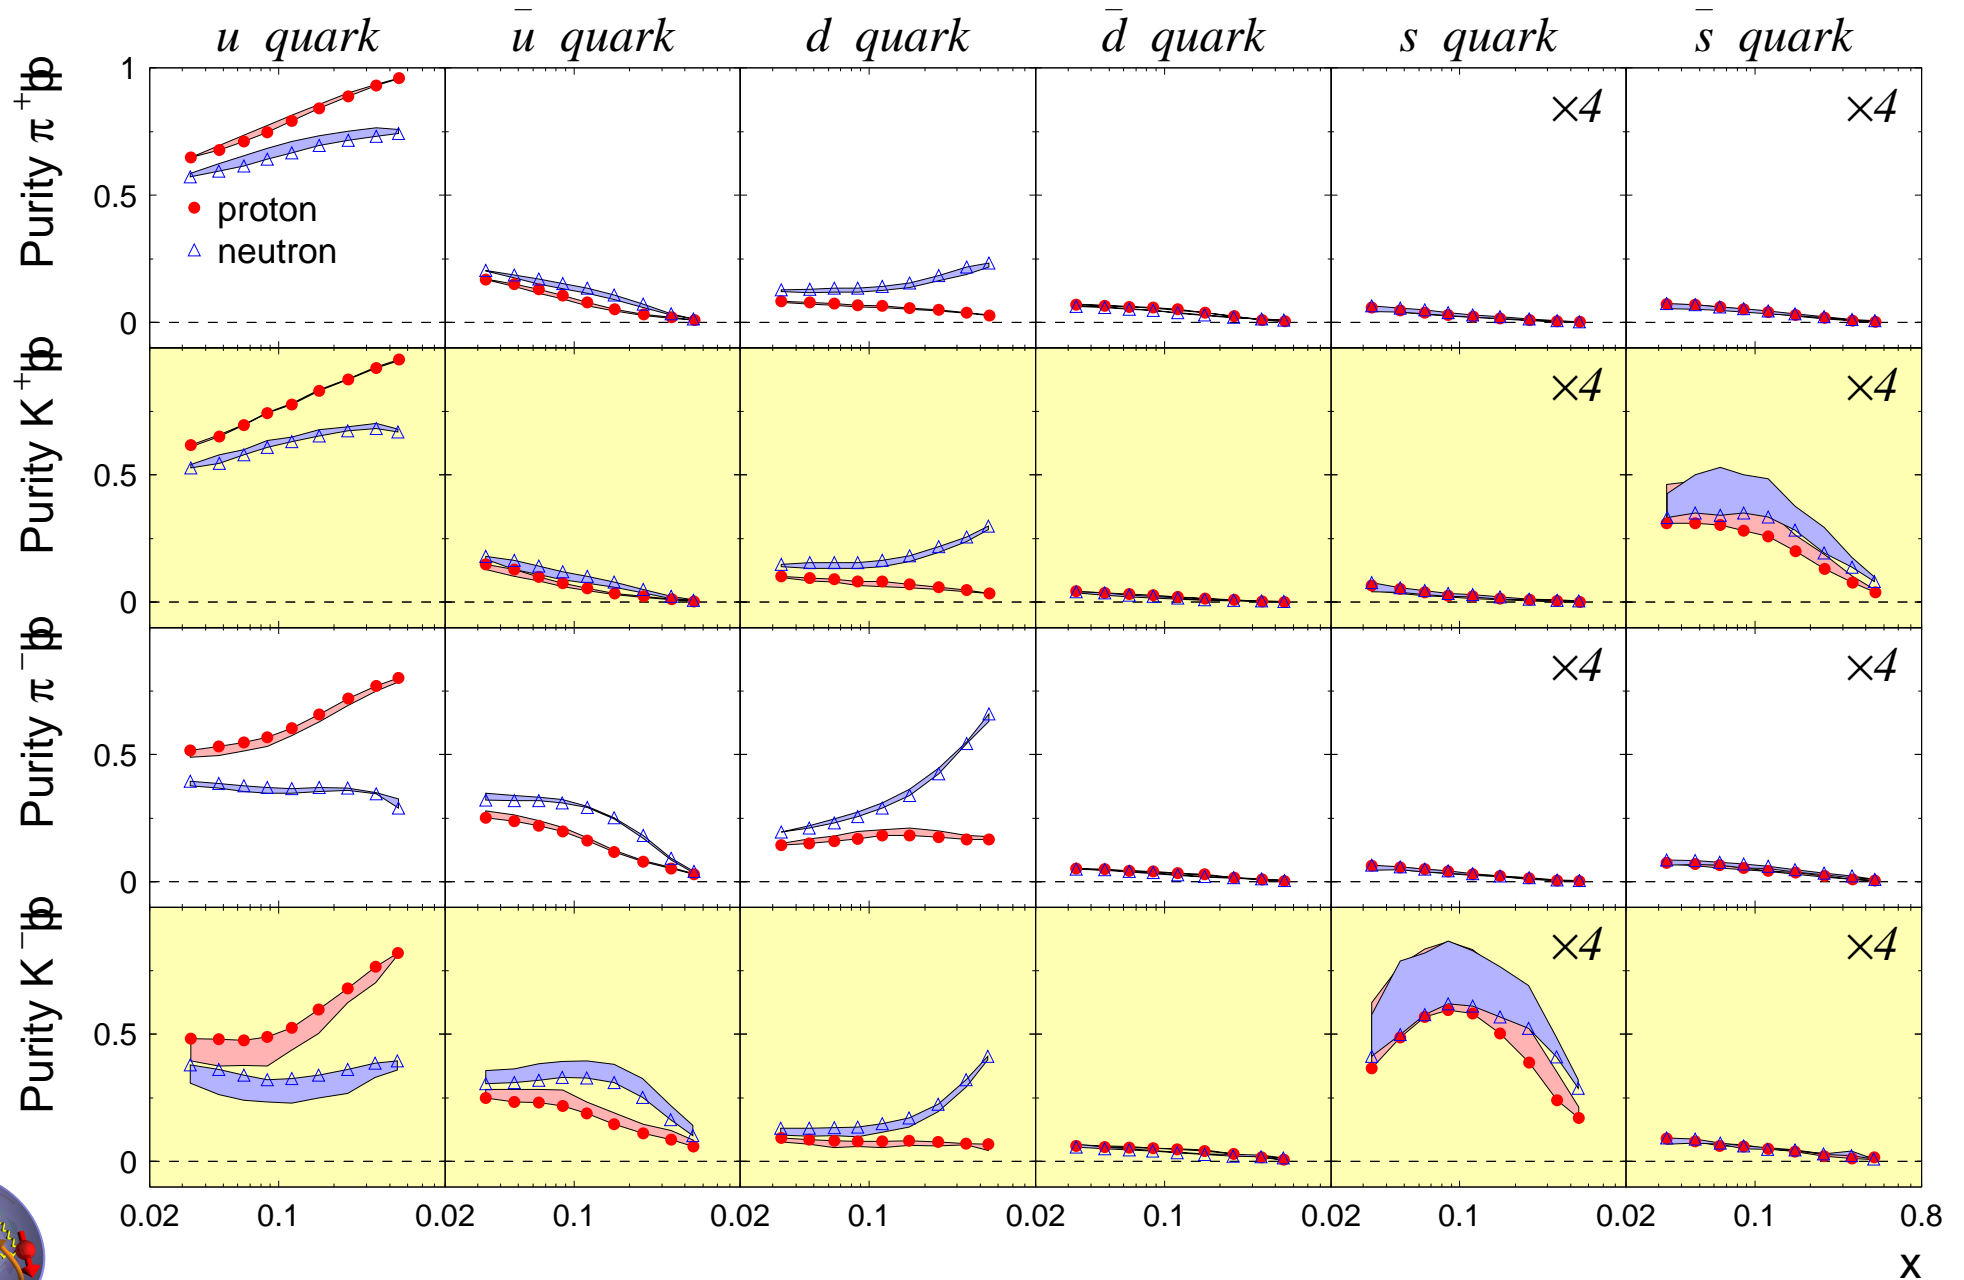 u quark ū quark d quark d̄ quark s quark s̄ quark
Purity π⁺
1
0.5
0
proton
neutron
×4 ×4
Purity K⁺
0.5
0
×4 ×4
Purity π⁻
0.5
0
×4 ×4
Purity K⁻
0.5
0
×4 ×4
0.02 0.1 0.02 0.1 0.02 0.1 0.02 0.1 0.02 0.1 0.02 0.1 0.8
x